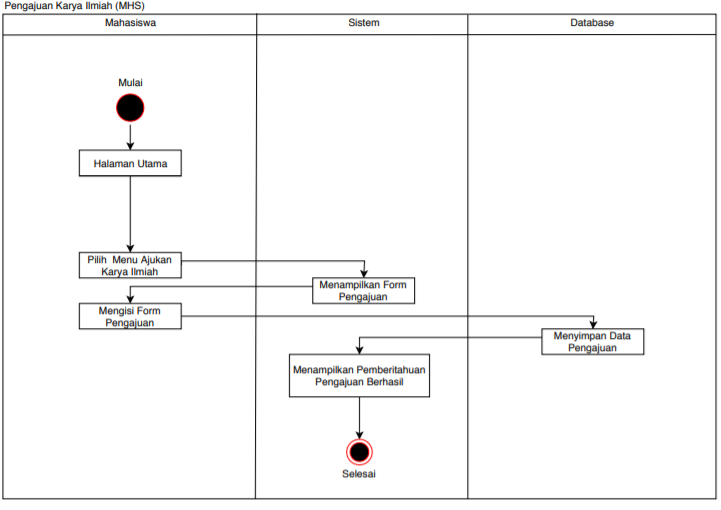 Pengajuan Karya Ilmiah (MHS)
Mahasiswa
Sistem
Database
Mulai
Halaman Utama
Pilih Menu Ajukan
Karya Ilmiah
Menampilkan Form
Pengajuan
Mengisi Form
Pengajuan
Menyimpan Data
Pengajuan
Menampilkan Pemberitahuan
Pengajuan Berhasil
Selesai